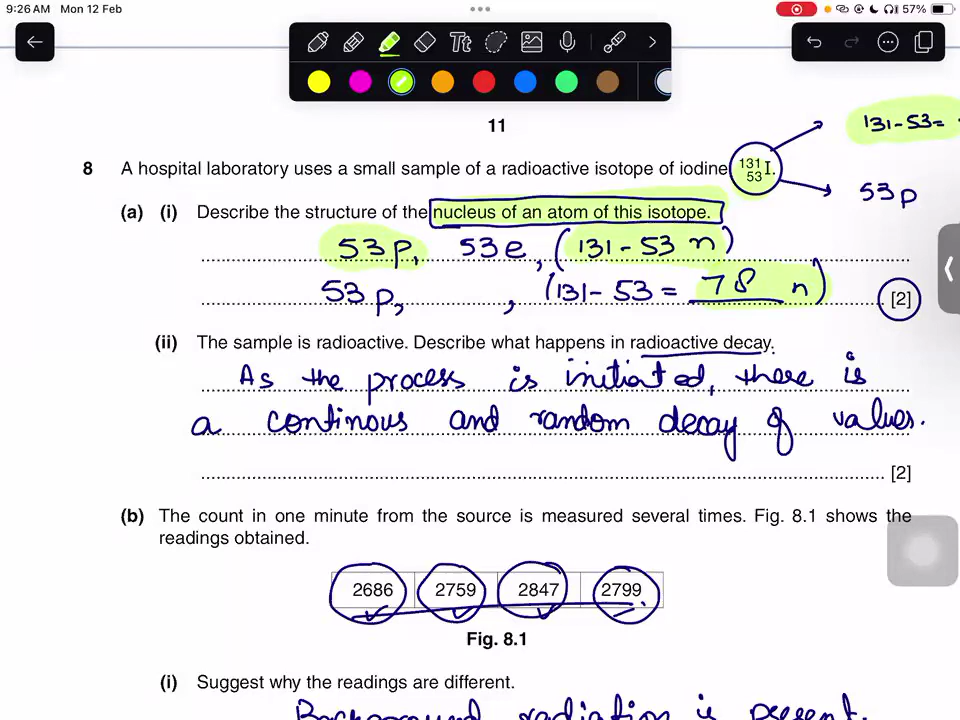 9:26 AM Mon 12 Feb
57%
Tt
11
131-53=
8 A hospital laboratory uses a small sample of a radioactive isotope of iodine 131 53 I.
53p
(a) (i) Describe the structure of the nucleus of an atom of this isotope.
53p, 53e, (131-53 n)
53p, , (131-53 = 78 n) [2]
(ii) The sample is radioactive. Describe what happens in radioactive decay.
As the process is initiated, there is
a continous and random decay of values.
[2]
(b) The count in one minute from the source is measured several times. Fig. 8.1 shows the
readings obtained.
2686 2759 2847 2799
Fig. 8.1
(i) Suggest why the readings are different.
Background radiation is present.